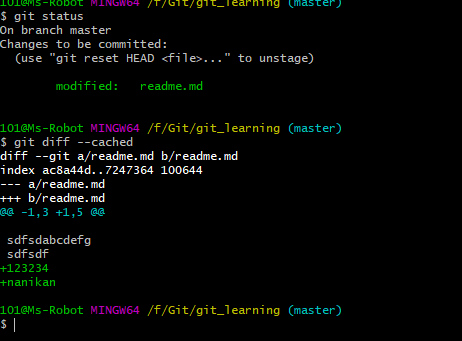 101@Ms-Robot MINGW64 /f/Git/git_learning (master)
$ git status
On branch master
Changes to be committed:
  (use "git reset HEAD <file>..." to unstage)

        modified:   readme.md


101@Ms-Robot MINGW64 /f/Git/git_learning (master)
$ git diff --cached
diff --git a/readme.md b/readme.md
index ac8a44d..7247364 100644
--- a/readme.md
+++ b/readme.md
@@ -1,3 +1,5 @@

 sdfsdabcdefg
 sdfsdf
+123234
+nanikan

101@Ms-Robot MINGW64 /f/Git/git_learning (master)
$